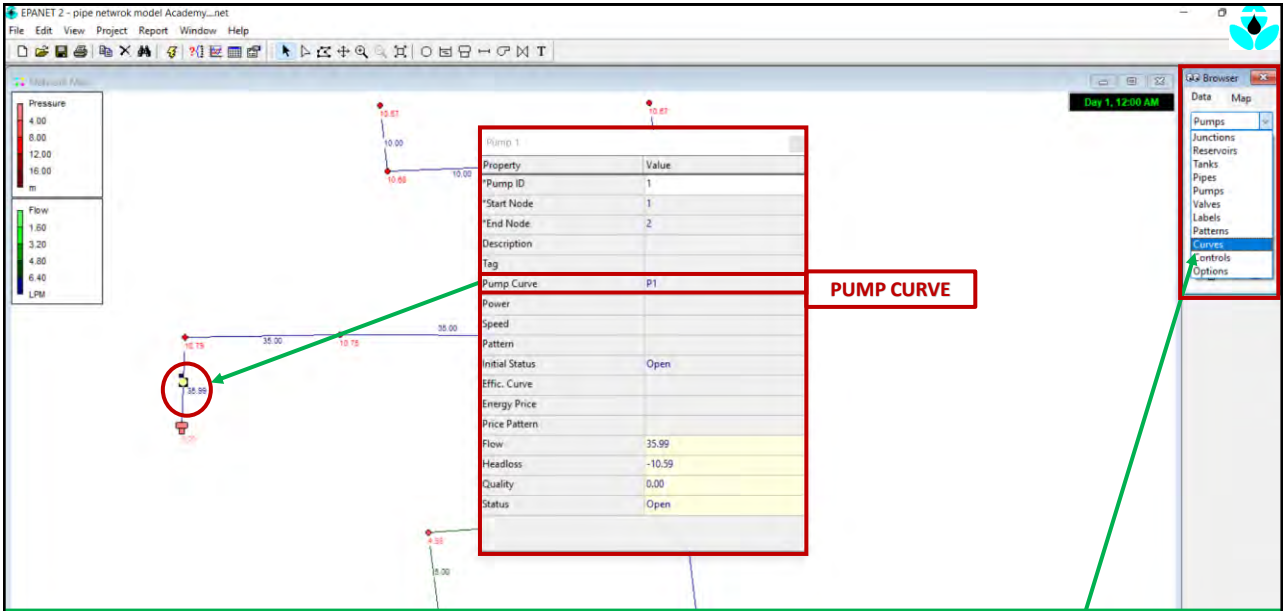 EPANET 2 - pipe netwrok model Academy....net
File Edit View Project Report Window Help
T
Network Map
Day 1, 12:00 AM
Pressure
4.00
8.00
12.00
16.00
m
Flow
1.60
3.20
4.80
6.40
LPM
10.67
10.00
10.68
10.00
10.67
35.00
10.79
35.00
10.75
35.99
0.00
4.38
5.00
Pump 1
Property Value
*Pump ID 1
*Start Node 1
*End Node 2
Description
Tag
Pump Curve P1
Power
Speed
Pattern
Initial Status Open
Effic. Curve
Energy Price
Price Pattern
Flow 35.99
Headloss -10.59
Quality 0.00
Status Open
PUMP CURVE
Browser
Data Map
Pumps
Junctions
Reservoirs
Tanks
Pipes
Pumps
Valves
Labels
Patterns
Curves
Controls
Options